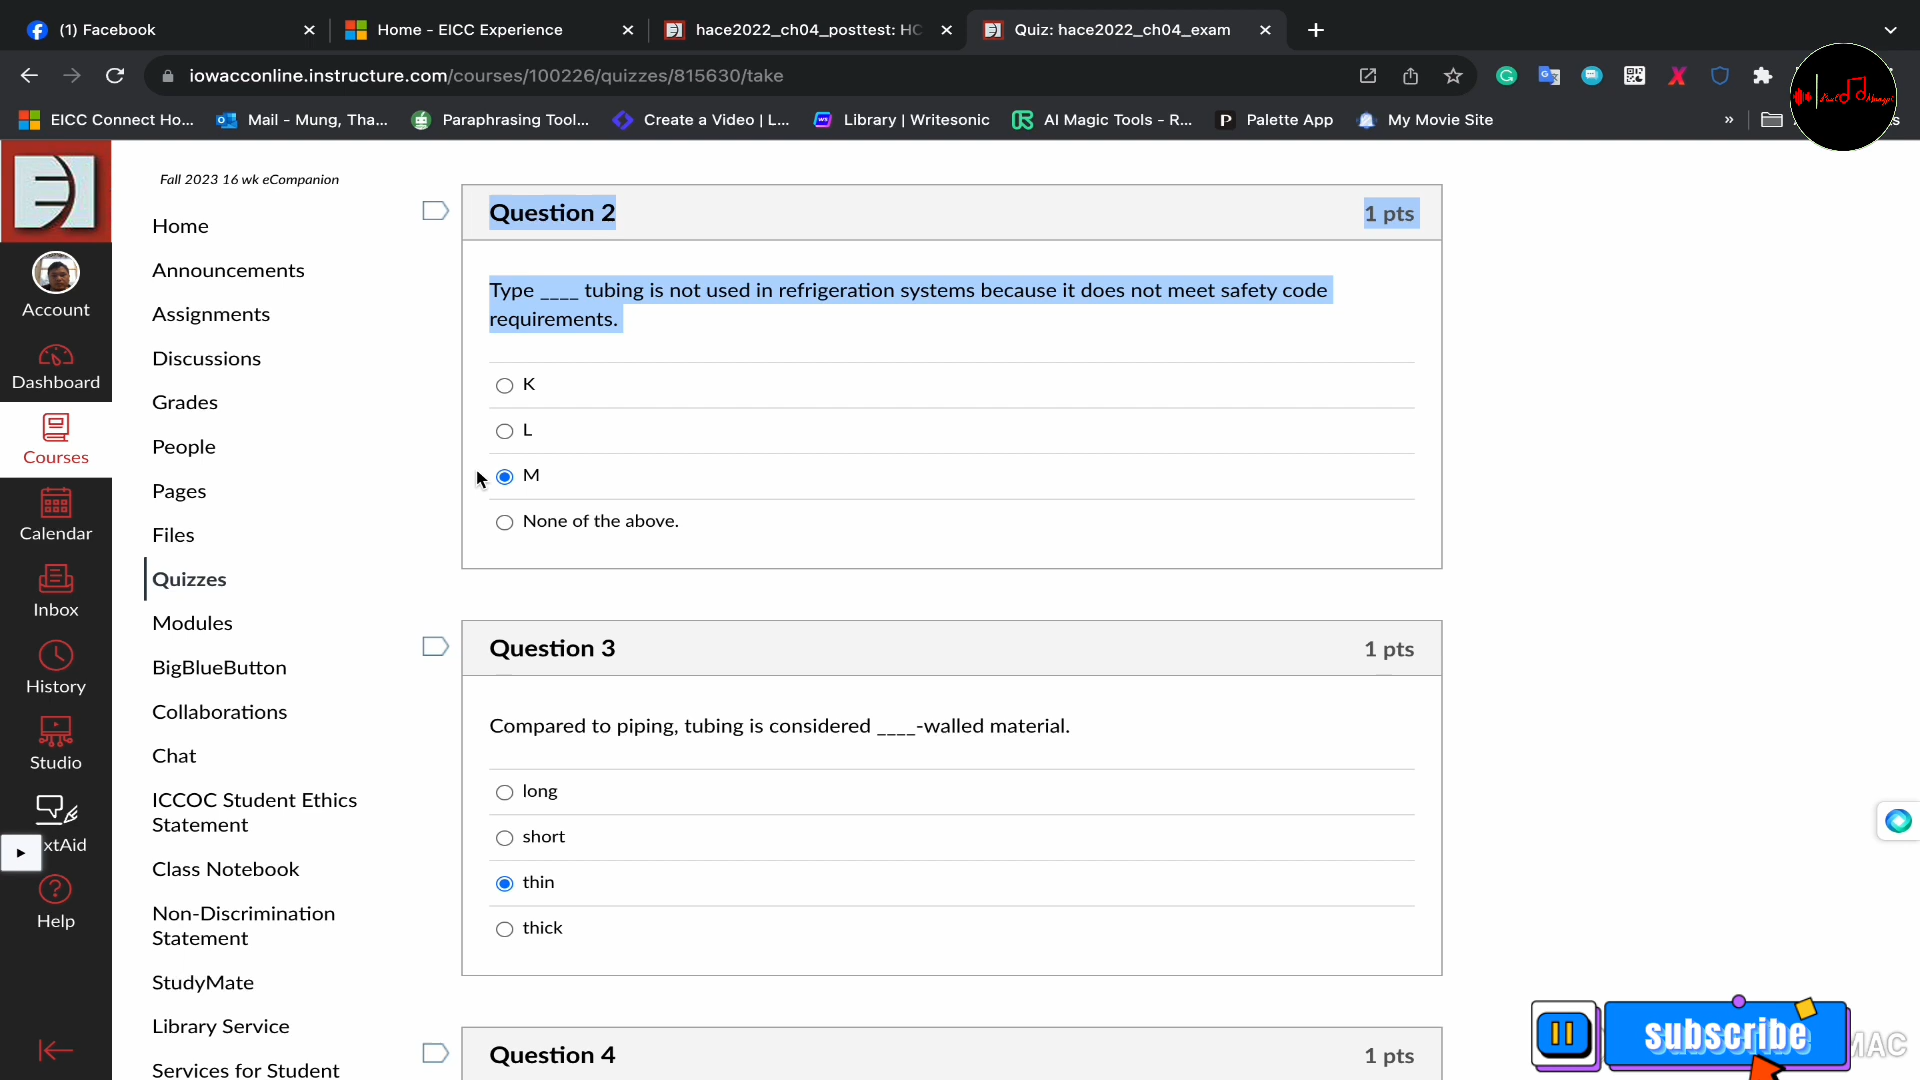 (1) Facebook
Home - EICC Experience
hace2022_ch04_posttest: HC
Quiz: hace2022_ch04_exam
iowacconline.instructure.com/courses/100226/quizzes/815630/take
EICC Connect Ho...
Mail - Mung, Tha...
Paraphrasing Tool...
Create a Video | L...
Library | Writesonic
AI Magic Tools - R...
Palette App
My Movie Site
»
Fall 2023 16 wk eCompanion
Account
Dashboard
Courses
Calendar
Inbox
History
Studio
xtAid
Help
Home
Announcements
Assignments
Discussions
Grades
People
Pages
Files
Quizzes
Modules
BigBlueButton
Collaborations
Chat
ICCOC Student Ethics
Statement
Class Notebook
Non-Discrimination
Statement
StudyMate
Library Service
Services for Student
Question 2
1 pts
Type ____ tubing is not used in refrigeration systems because it does not meet safety code
requirements.
K
L
M
None of the above.
Question 3
1 pts
Compared to piping, tubing is considered ____-walled material.
long
short
thin
thick
Question 4
1 pts
subscribe
MAC